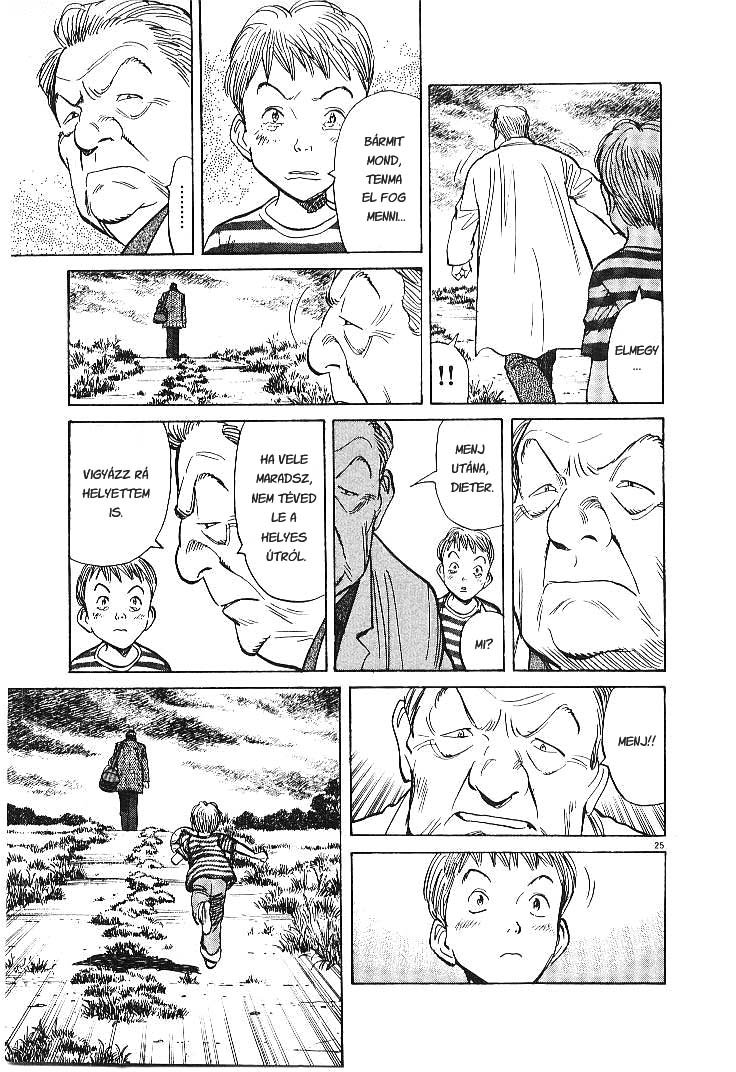 ELMEGY
...
!!
BÁRMIT
MOND,
TENMA
EL FOG
MENNI...
......
MENJ
UTÁNA,
DIETER.
MI?
HA VELE
MARADSZ,
NEM TÉVED
LE A
HELYES
ÚTRÓL.
VIGYÁZZ RÁ
HELYETTEM
IS.
MENJ!!
25